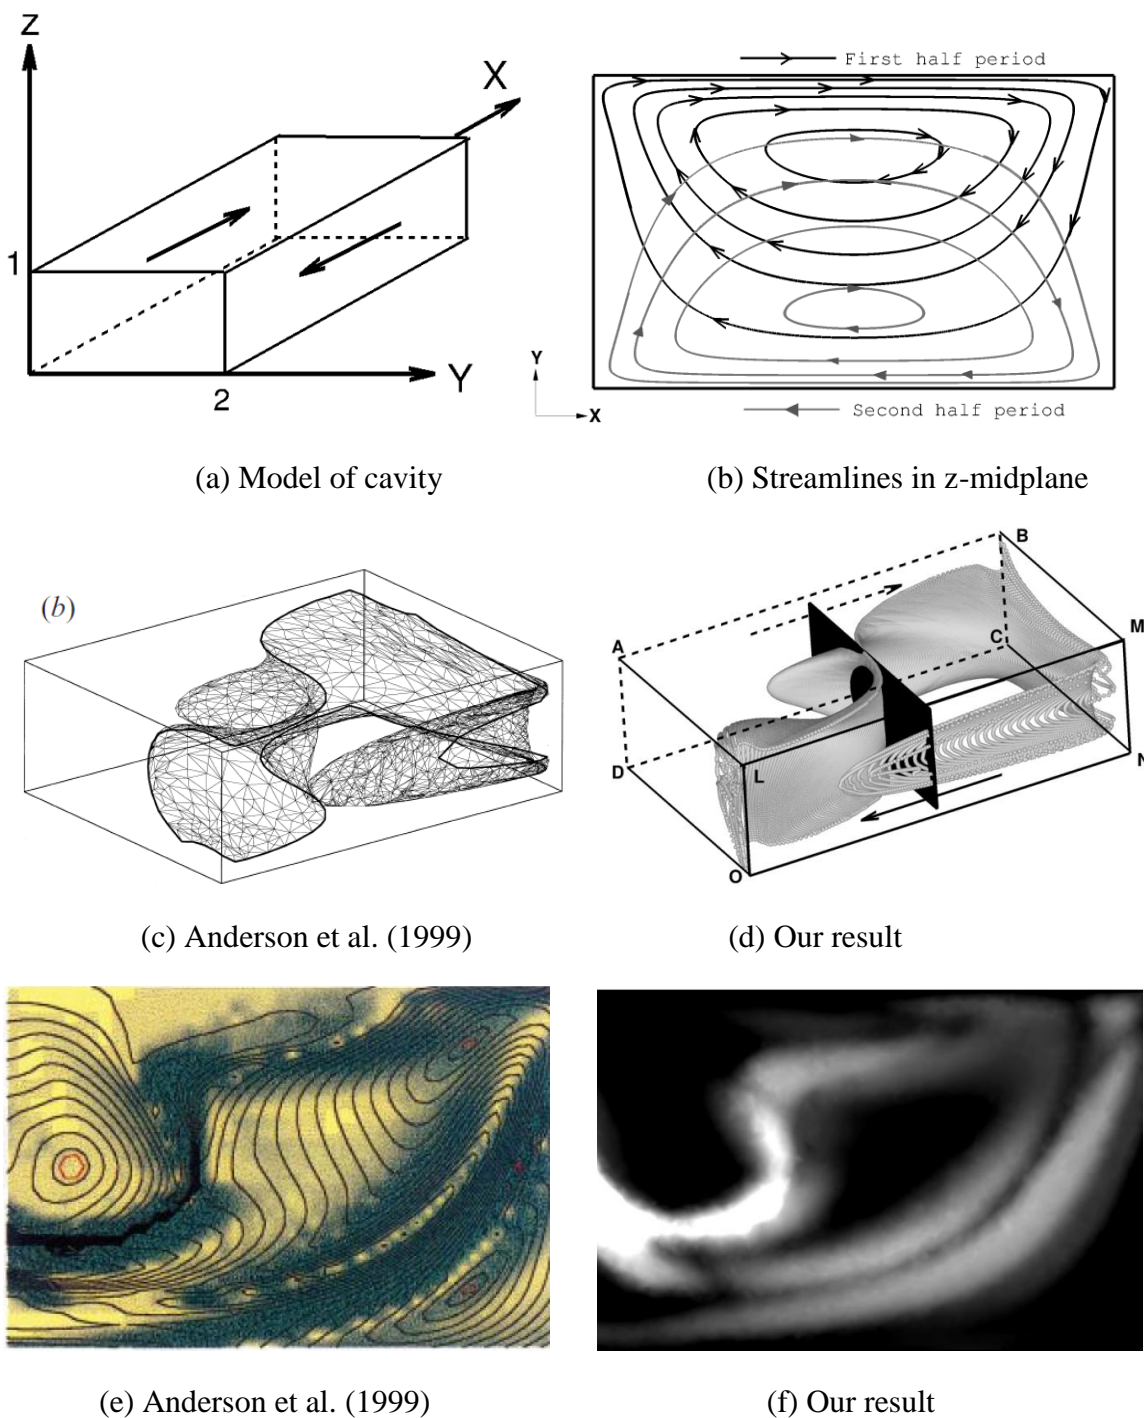 Z
X
1
2
Y
First half period
Y
X
Second half period
(a) Model of cavity
(b) Streamlines in z-midplane
(b)
A
B
C
M
D
L
N
O
(c) Anderson et al. (1999)
(d) Our result
(e) Anderson et al. (1999)
(f) Our result